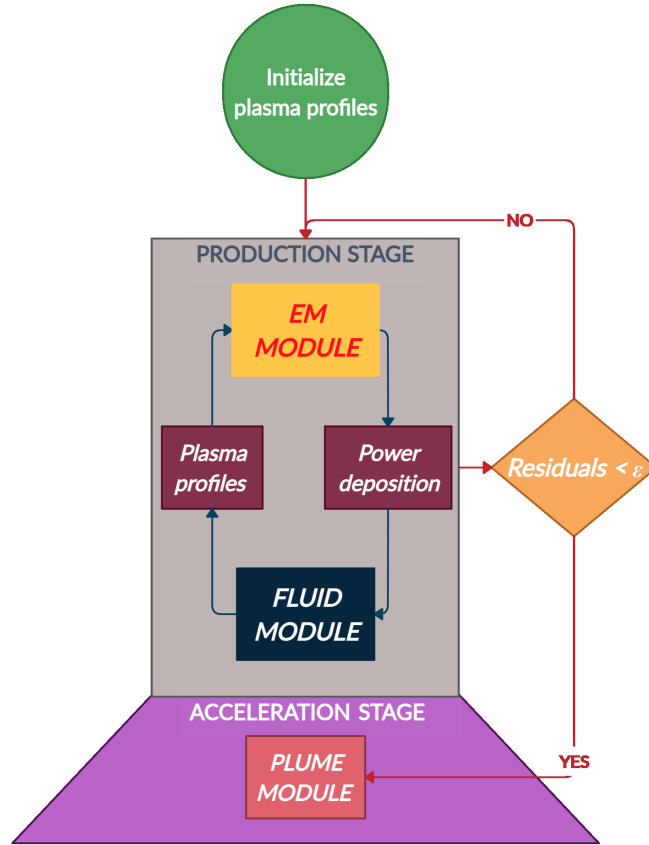 Initialize
plasma profiles
NO
PRODUCTION STAGE
EM
MODULE
Plasma
profiles
Power
deposition
Residuals < ε
FLUID
MODULE
ACCELERATION STAGE
YES
PLUME
MODULE